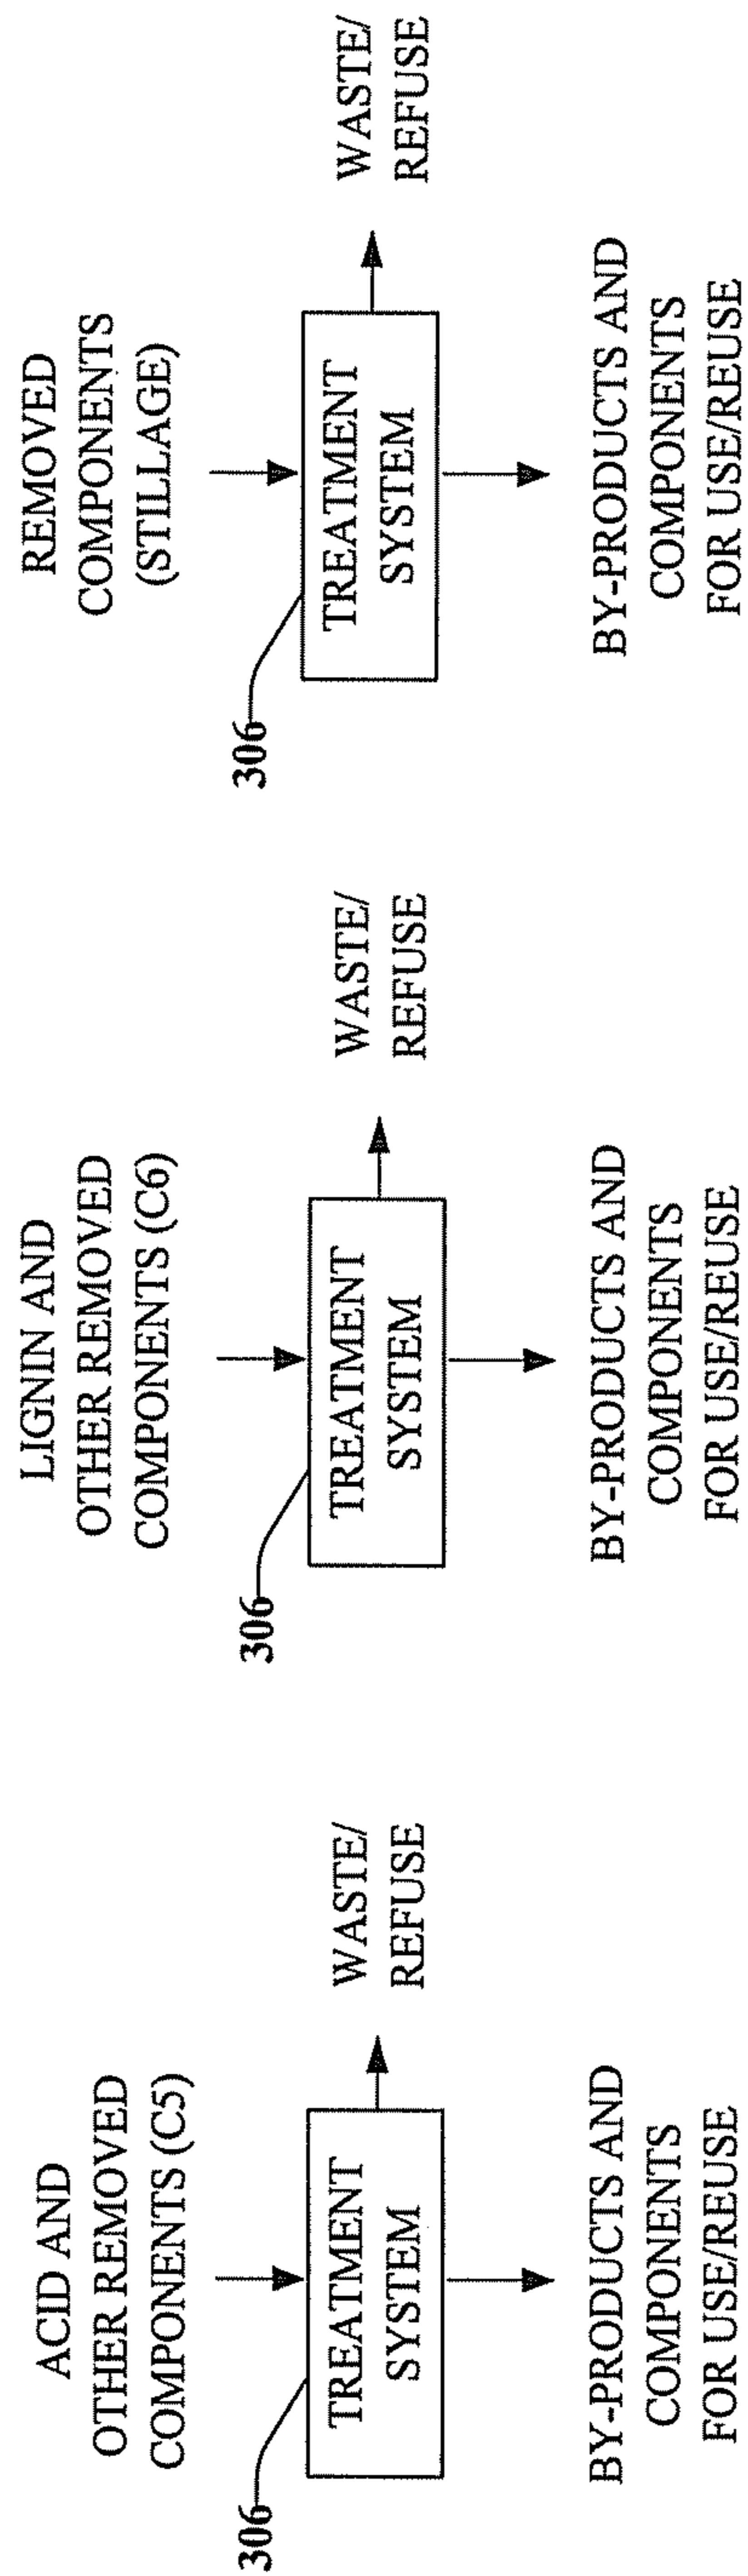 ACID AND
OTHER REMOVED
COMPONENTS (C5)
306
TREATMENT
SYSTEM
WASTE/
REFUSE
BY-PRODUCTS AND
COMPONENTS
FOR USE/REUSE
LIGNIN AND
OTHER REMOVED
COMPONENTS (C6)
306
TREATMENT
SYSTEM
WASTE/
REFUSE
BY-PRODUCTS AND
COMPONENTS
FOR USE/REUSE
REMOVED
COMPONENTS
(STILLAGE)
306
TREATMENT
SYSTEM
WASTE/
REFUSE
BY-PRODUCTS AND
COMPONENTS
FOR USE/REUSE